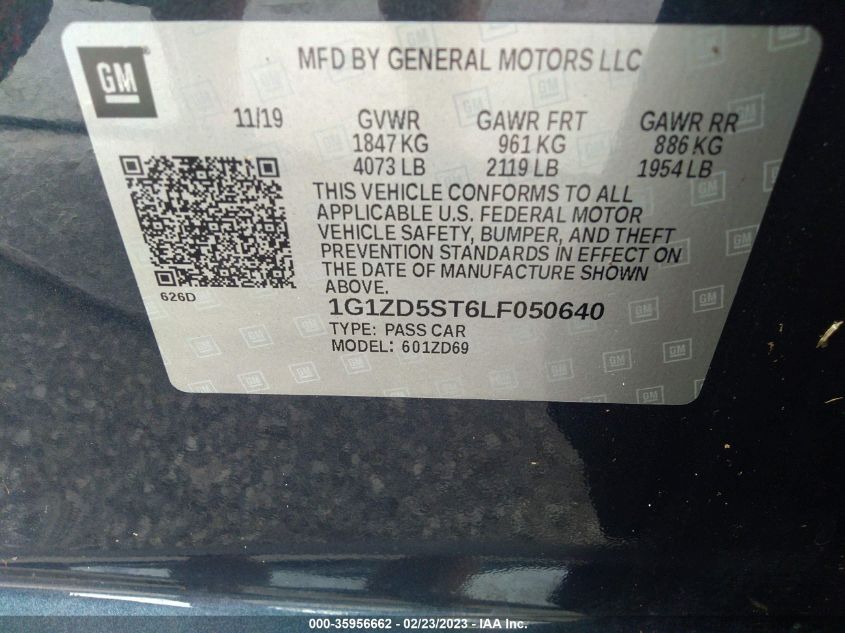 GM
MFD BY GENERAL MOTORS LLC
11/19 GVWR GAWR FRT GAWR RR
1847 KG 961 KG 886 KG
4073 LB 2119 LB 1954 LB
THIS VEHICLE CONFORMS TO ALL
APPLICABLE U.S. FEDERAL MOTOR
VEHICLE SAFETY, BUMPER, AND THEFT
PREVENTION STANDARDS IN EFFECT ON
THE DATE OF MANUFACTURE SHOWN
ABOVE.
626D
1G1ZD5ST6LF050640
TYPE: PASS CAR
MODEL: 601ZD69
000-35956662 - 02/23/2023 - IAA Inc.